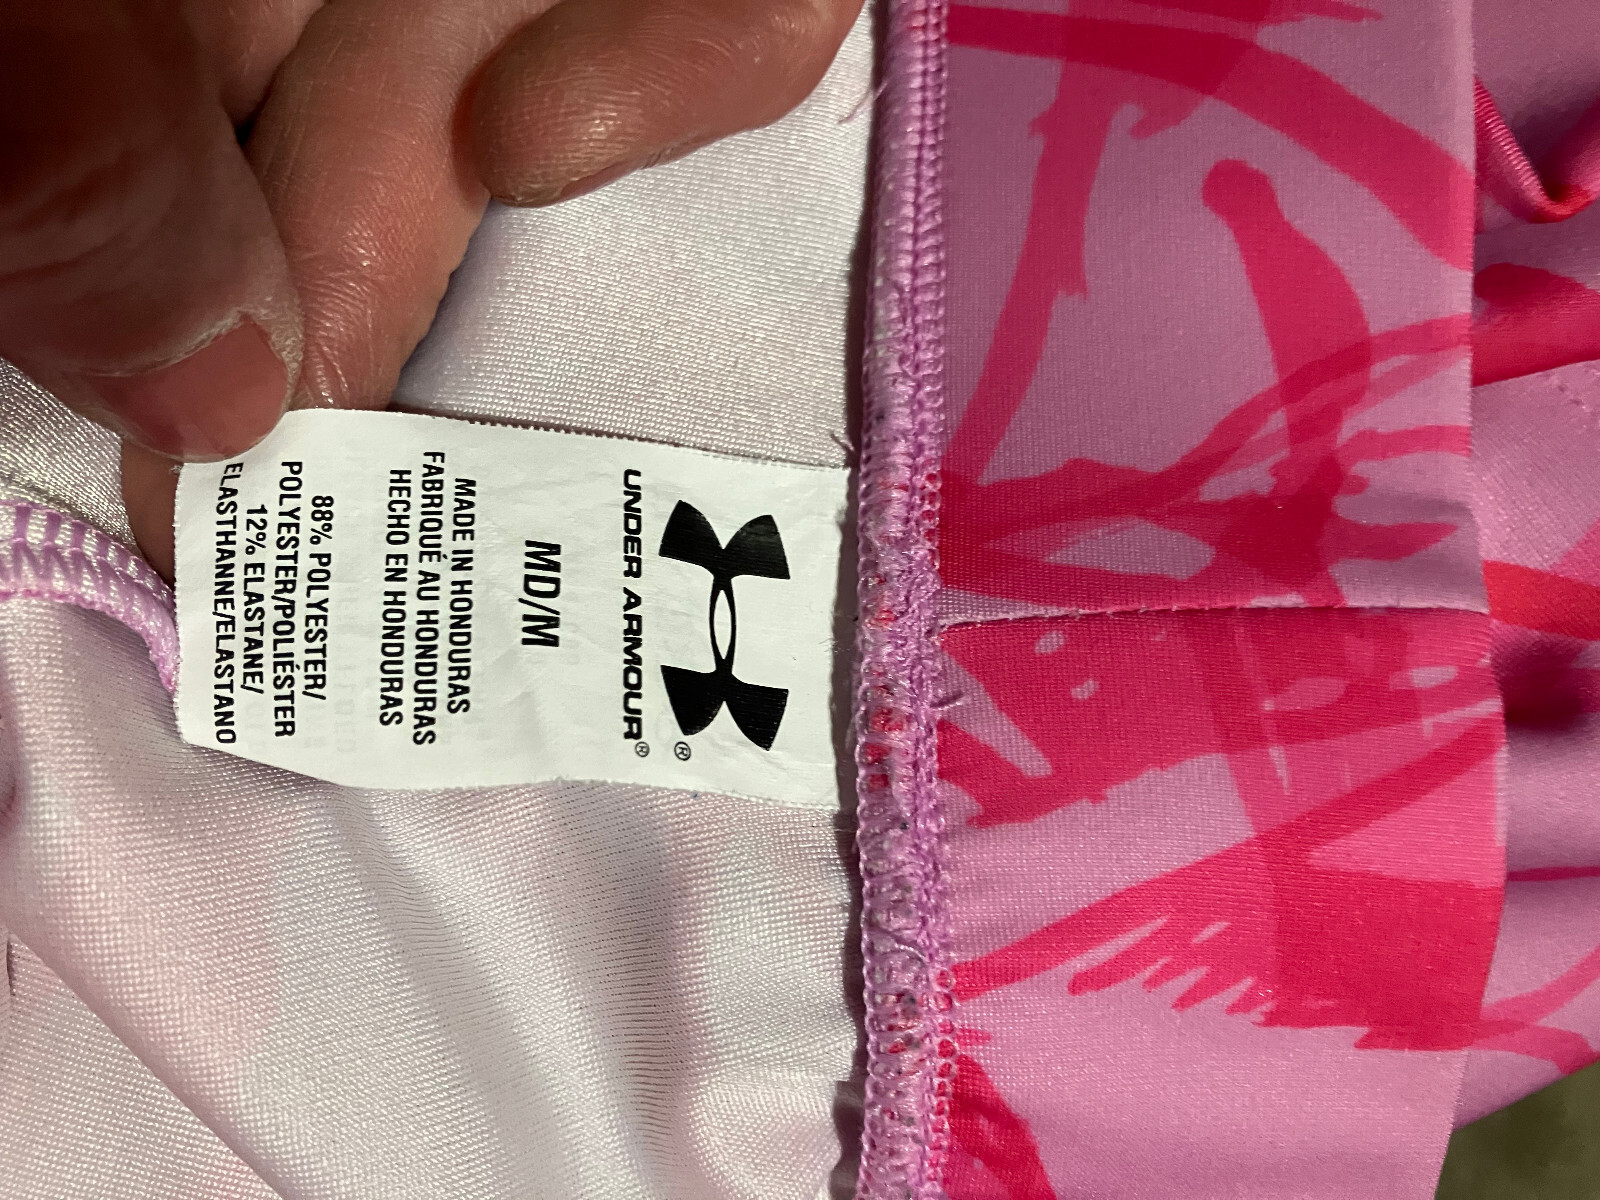 ®
UNDER ARMOUR®
MD/M
MADE IN HONDURAS
FABRIQUÉ AU HONDURAS
HECHO EN HONDURAS
88% POLYESTER/
POLYESTER/POLIÉSTER
12% ELASTANE/
ELASTHANNE/ELASTANO